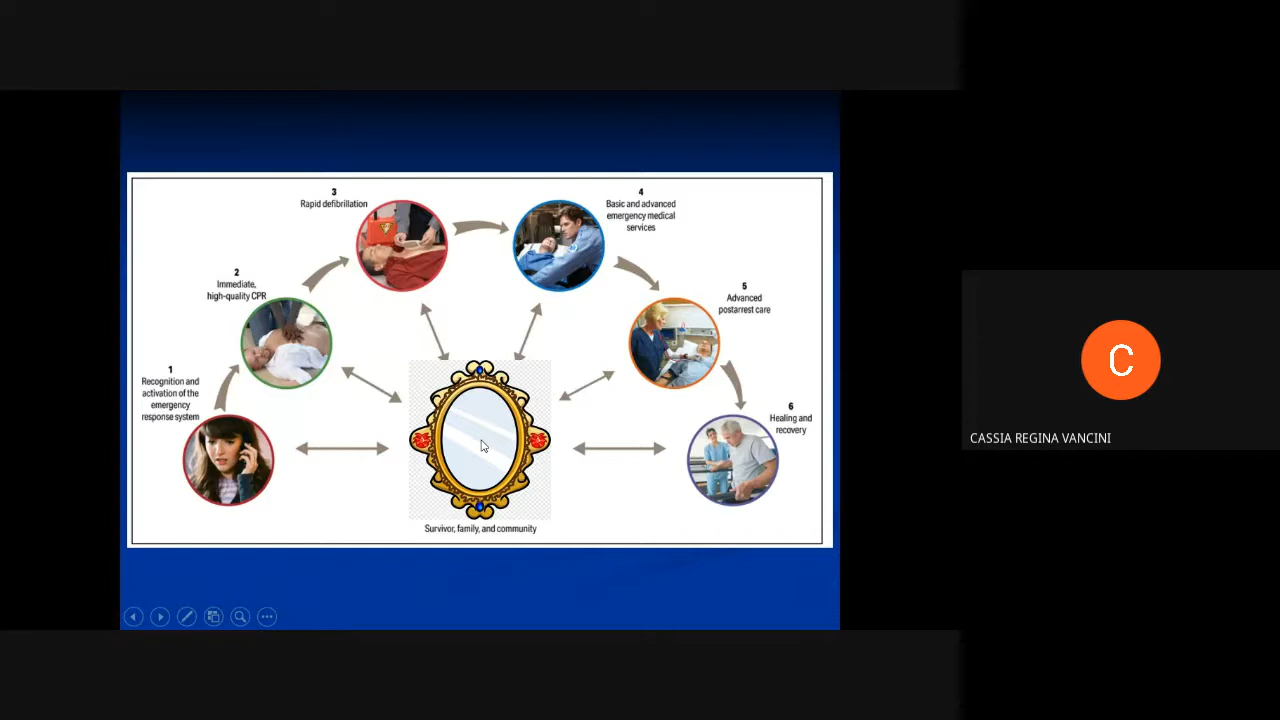 3
Rapid defibrillation
4
Basic and advanced
emergency medical
services
2
Immediate,
high-quality CPR
5
Advanced
postarrest care
1
Recognition and
activation of the
emergency
response system
6
Healing and
recovery
Survivor, family, and community
C
CASSIA REGINA VANCINI